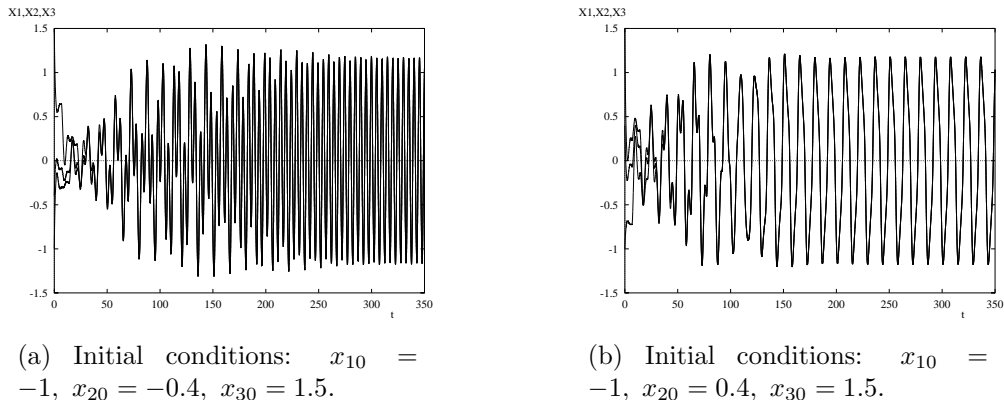 X1,X2,X3
1.5
1
0.5
0
-0.5
-1
-1.5
0 50 100 150 200 250 300 350
t
X1,X2,X3
1.5
1
0.5
0
-0.5
-1
-1.5
0 50 100 150 200 250 300 350
t
(a) Initial conditions: x₁₀ =
−1, x₂₀ = −0.4, x₃₀ = 1.5.
(b) Initial conditions: x₁₀ =
−1, x₂₀ = 0.4, x₃₀ = 1.5.